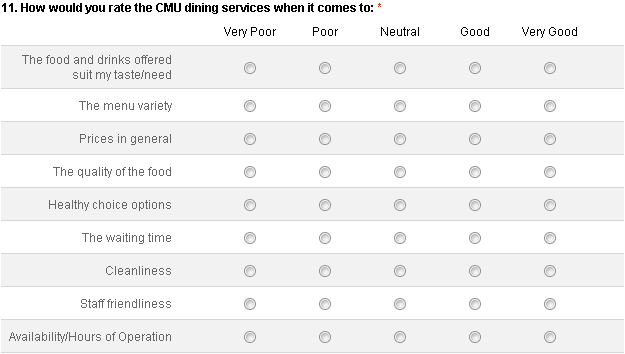 11. How would you rate the CMU dining services when it comes to: *
Very Poor Poor Neutral Good Very Good
The food and drinks offered
suit my taste/need
The menu variety
Prices in general
The quality of the food
Healthy choice options
The waiting time
Cleanliness
Staff friendliness
Availability/Hours of Operation